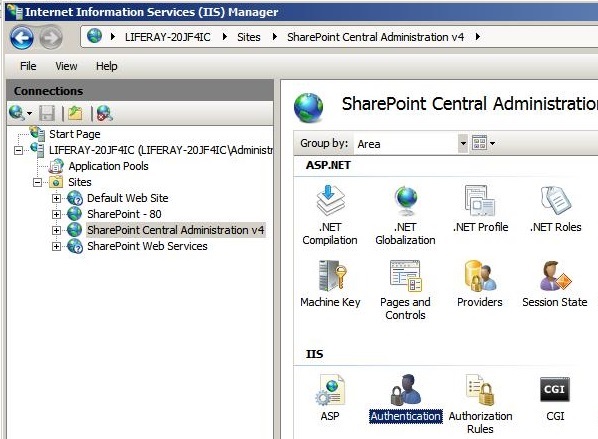 Internet Information Services (IIS) Manager
LIFERAY-20JF4IC Sites SharePoint Central Administration v4
File View Help
Connections
Start Page
LIFERAY-20JF4IC (LIFERAY-20JF4IC\Administr
Application Pools
Sites
Default Web Site
SharePoint - 80
SharePoint Central Administration v4
SharePoint Web Services
SharePoint Central Administratio
Group by: Area
ASP.NET
.NET Compilation
.NET Globalization
.NET Profile
.NET Roles
Machine Key
Pages and Controls
Providers
Session State
IIS
ASP
Authentication
Authorization Rules
CGI
CGI